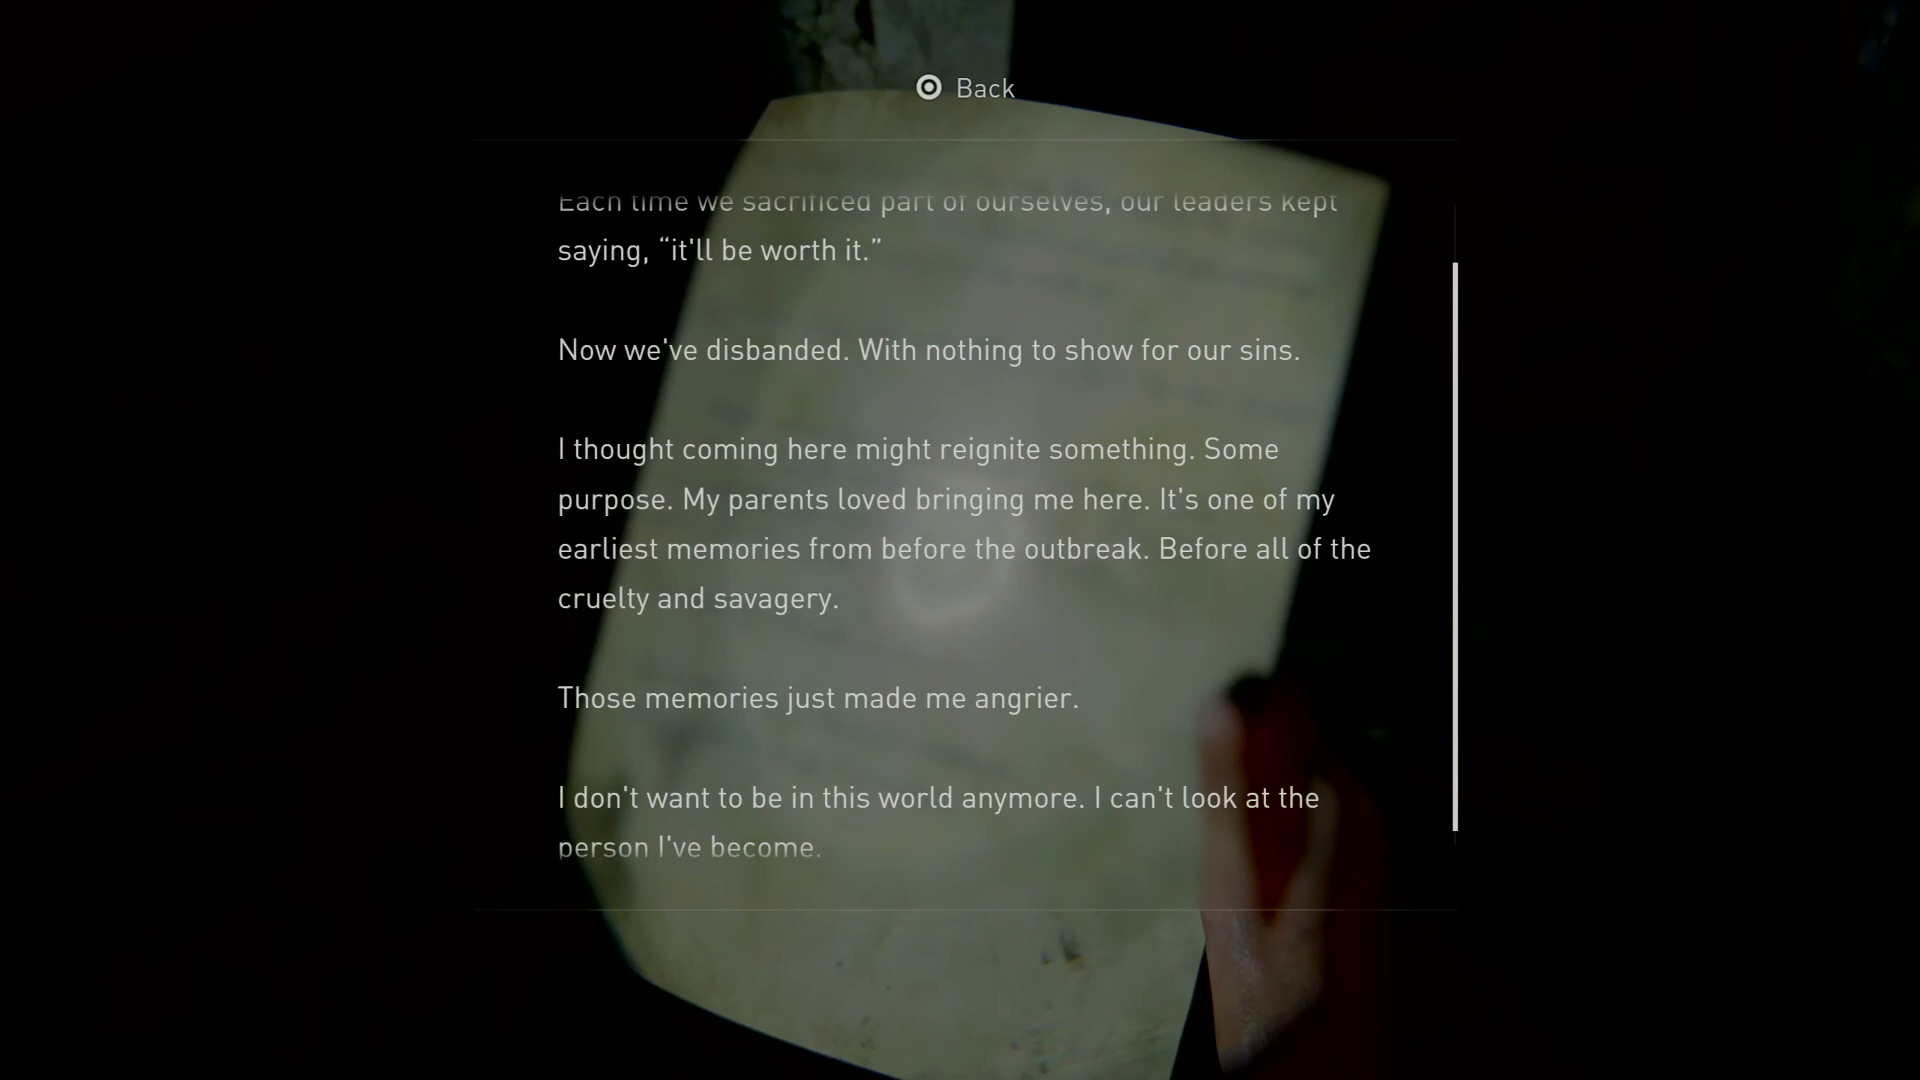 Back
Each time we sacrificed part of ourselves, our leaders kept
saying, “it'll be worth it.”
Now we've disbanded. With nothing to show for our sins.
I thought coming here might reignite something. Some
purpose. My parents loved bringing me here. It's one of my
earliest memories from before the outbreak. Before all of the
cruelty and savagery.
Those memories just made me angrier.
I don't want to be in this world anymore. I can't look at the
person I've become.